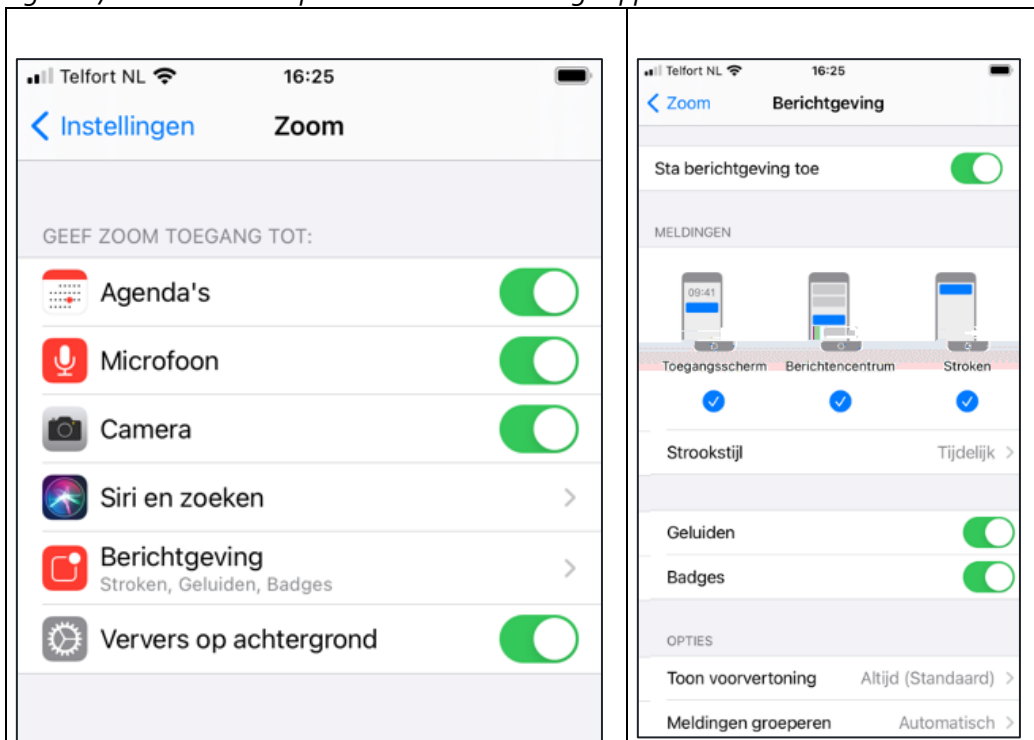 Telfort NL 16:25
Instellingen Zoom
GEEF ZOOM TOEGANG TOT:
Agenda's
Microfoon
Camera
Siri en zoeken
Berichtgeving
Stroken, Geluiden, Badges
Ververs op achtergrond
Telfort NL 16:25
Zoom Berichtgeving
Sta berichtgeving toe
MELDINGEN
09:41
Toegangsscherm Berichtencentrum Stroken
Strookstijl Tijdelijk
Geluiden
Badges
OPTIES
Toon voorvertoning Altijd (Standaard)
Meldingen groeperen Automatisch